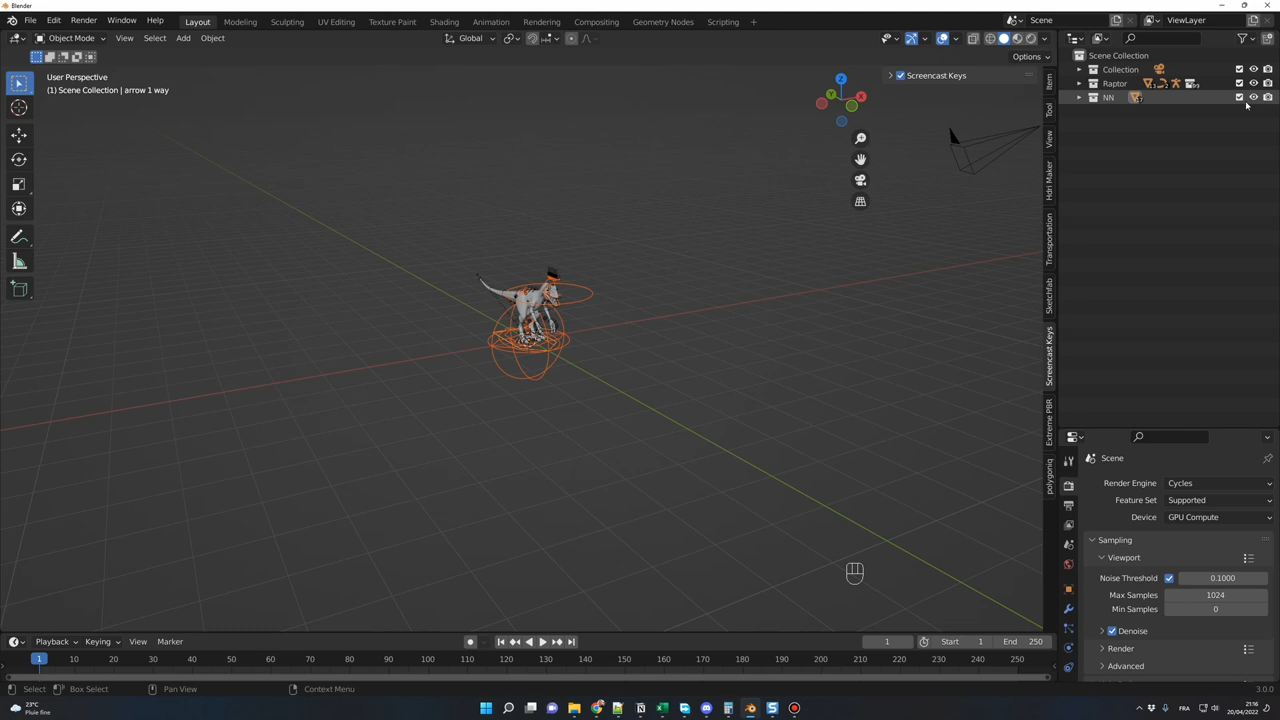 Blender
File Edit Render Window Help Layout Modeling Sculpting UV Editing Texture Paint Shading Animation Rendering Compositing Geometry Nodes Scripting + Scene ViewLayer
Object Mode View Select Add Object Global
Options
User Perspective
(1) Scene Collection | arrow 1 way
Screencast Keys
Z
X
Y
Item
Tool
View
Hdri Maker
Transportation
Sketchfab
Screencast Keys
Extreme PBR
polygoniq
Scene Collection
Collection
Raptor
NN
Scene
Render Engine Cycles
Feature Set Supported
Device GPU Compute
Sampling
Viewport
Noise Threshold 0.1000
Max Samples 1024
Min Samples 0
Denoise
Render
Advanced
Playback Keying View Marker 1 Start 1 End 250
1 10 20 30 40 50 60 70 80 90 100 110 120 130 140 150 160 170 180 190 200 210 220 230 240 250
Select Box Select Pan View Context Menu 3.0.0
23°C
Pluie fine
FR
21:16
20/04/2022